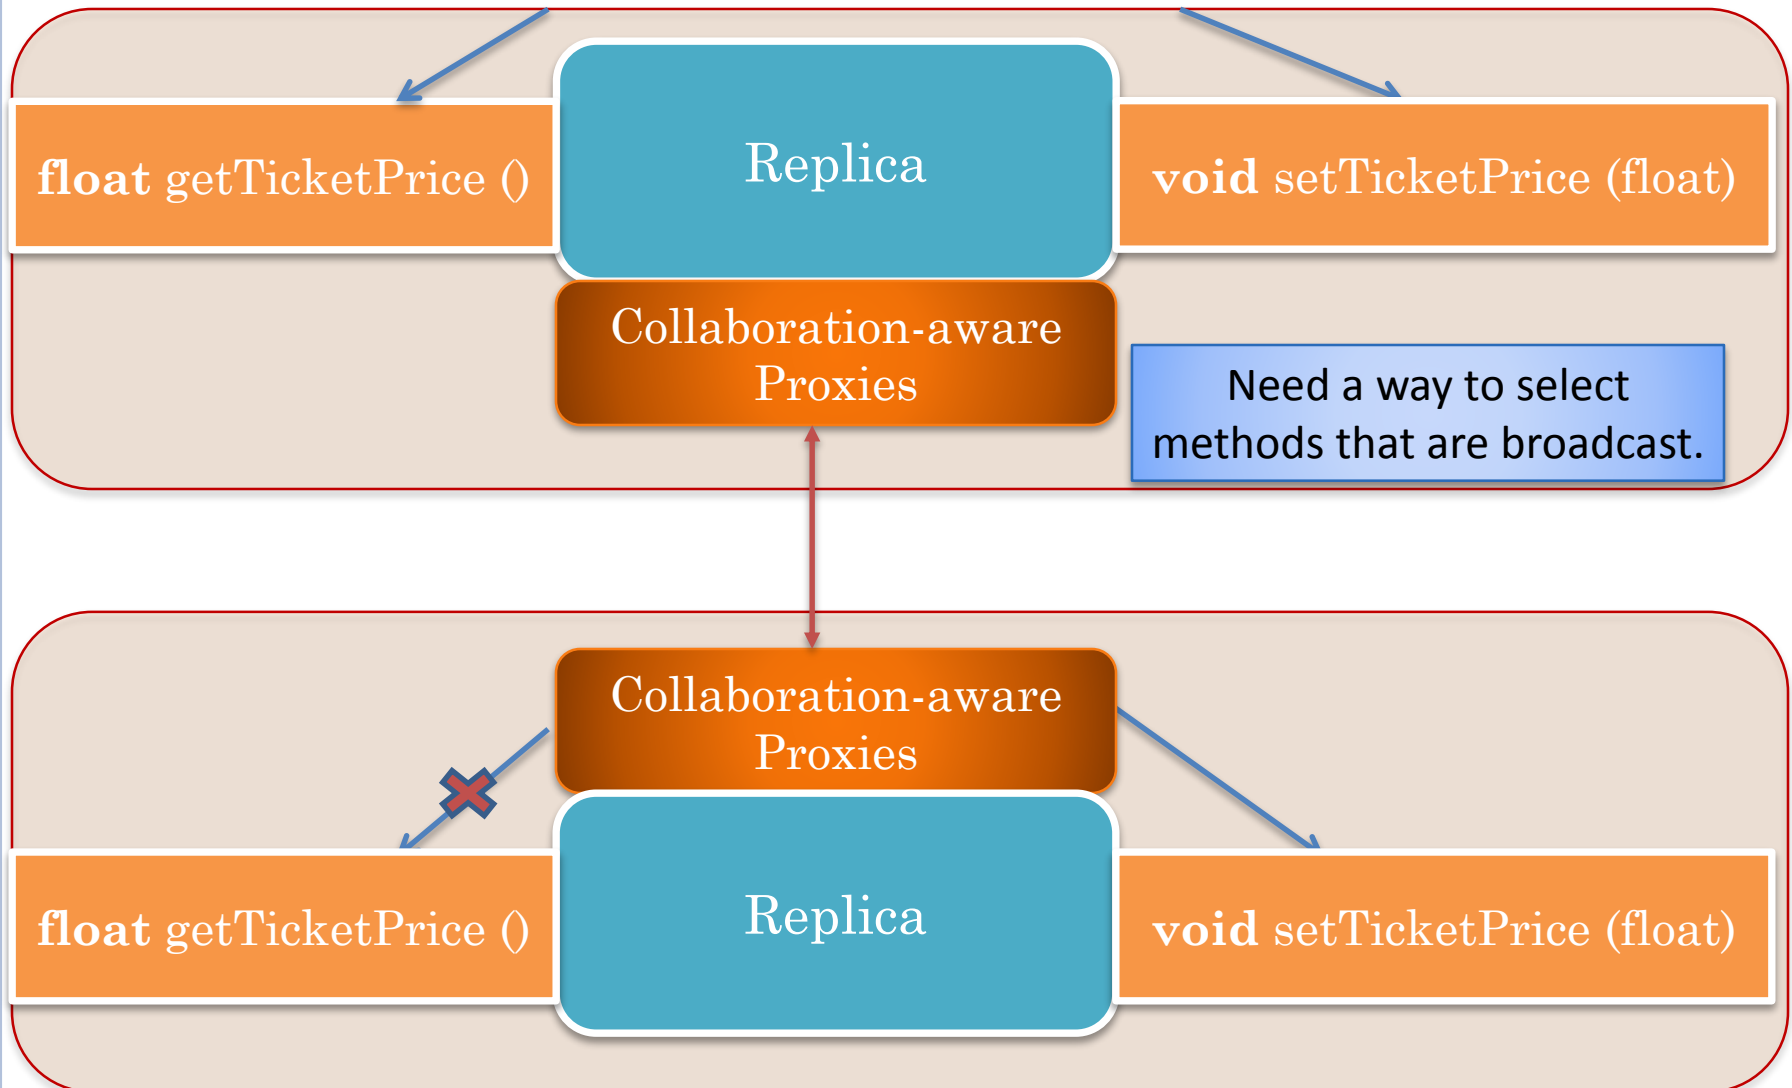 float getTicketPrice ()
Replica
void setTicketPrice (float)
Collaboration-aware
Proxies
Need a way to select
methods that are broadcast.
Collaboration-aware
Proxies
float getTicketPrice ()
Replica
void setTicketPrice (float)